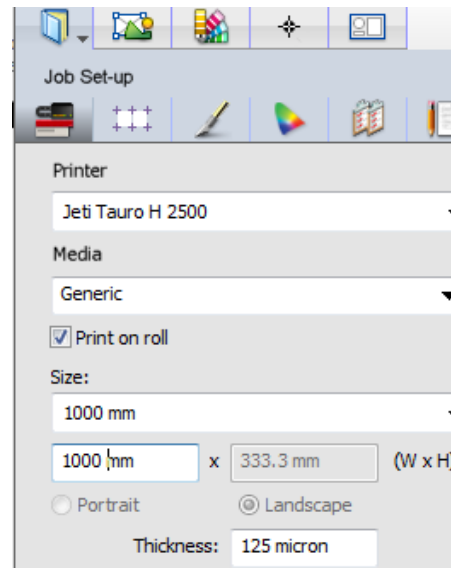 Job Set-up
Printer
Jeti Tauro H 2500
Media
Generic
Print on roll
Size:
1000 mm
1000 mm x 333.3 mm (W x H)
Portrait Landscape
Thickness: 125 micron